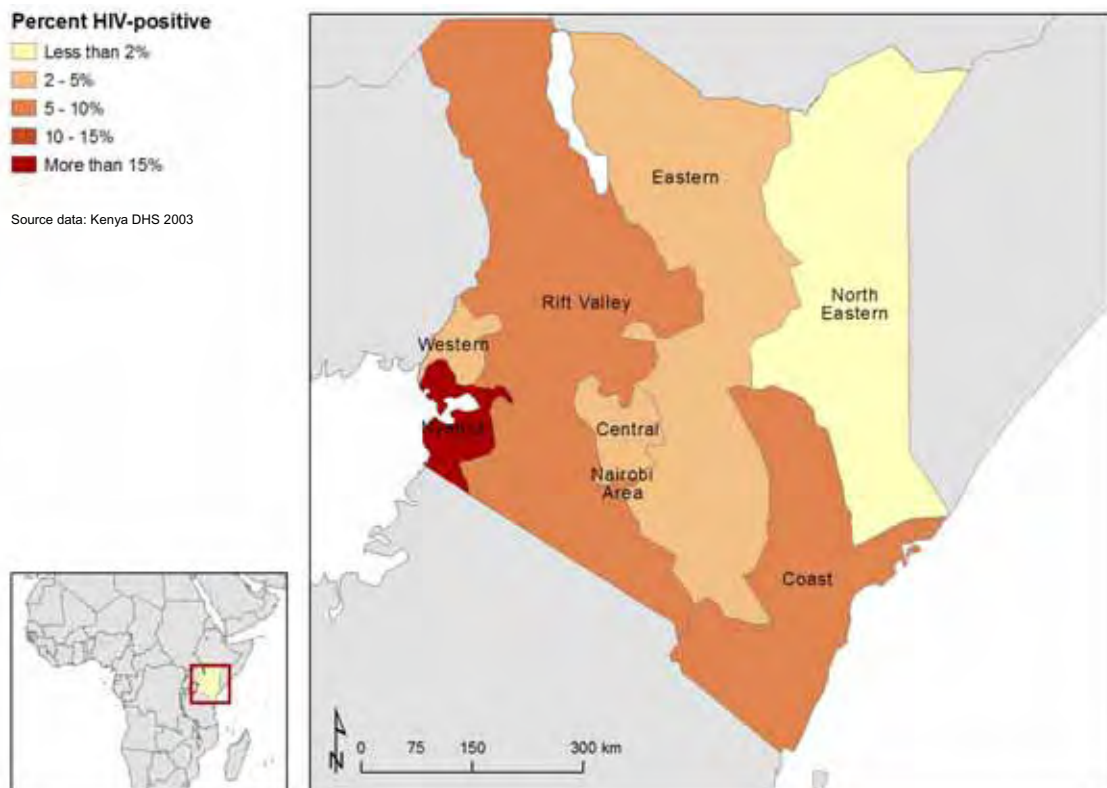 Percent HIV-positive
Less than 2%
2 - 5%
5 - 10%
10 - 15%
More than 15%
Source data: Kenya DHS 2003
Eastern
North
Eastern
Rift Valley
Western
Central
Nyanza
Nairobi
Area
Coast
N
0 75 150 300 km